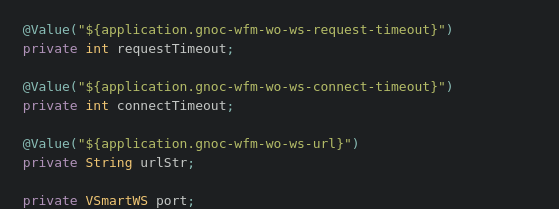 @Value("${application.gnoc-wfm-wo-ws-request-timeout}")
private int requestTimeout;
@Value("${application.gnoc-wfm-wo-ws-connect-timeout}")
private int connectTimeout;
@Value("${application.gnoc-wfm-wo-ws-url}")
private String urlStr;
private VSmartWS port;